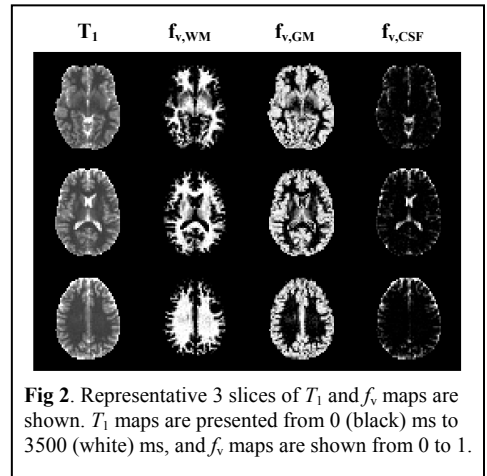 T₁ fᵥ,WM fᵥ,GM fᵥ,CSF
Fig 2. Representative 3 slices of T₁ and fᵥ maps are
shown. T₁ maps are presented from 0 (black) ms to
3500 (white) ms, and fᵥ maps are shown from 0 to 1.